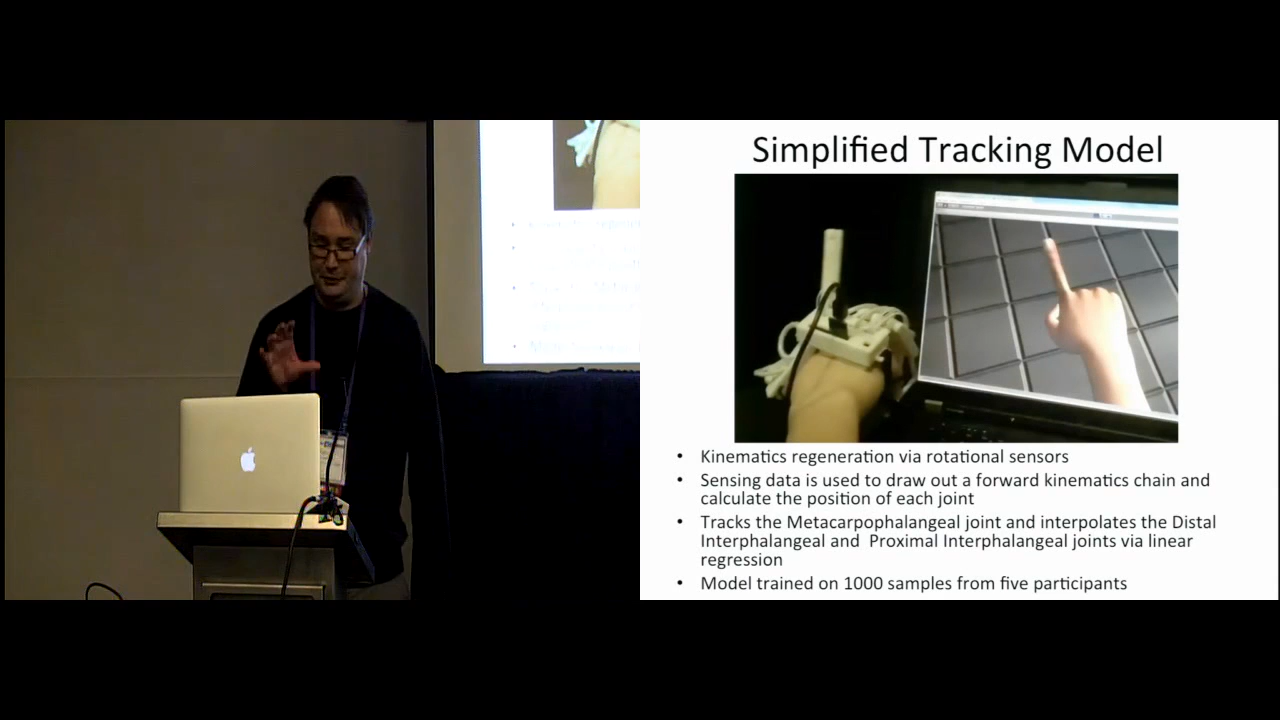 Simplified Tracking Model
• Kinematics regeneration via rotational sensors
• Sensing data is used to draw out a forward kinematics chain and
calculate the position of each joint
• Tracks the Metacarpophalangeal joint and interpolates the Distal
Interphalangeal and Proximal Interphalangeal joints via linear
regression
• Model trained on 1000 samples from five participants